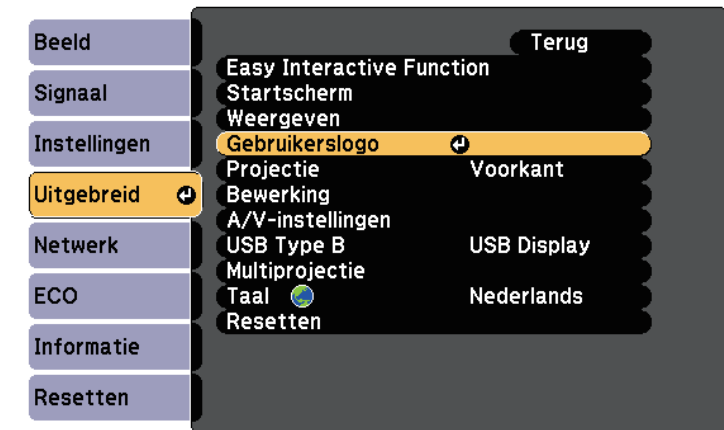 Beeld
Signaal
Instellingen
Uitgebreid
Netwerk
ECO
Informatie
Resetten
Terug
Easy Interactive Function
Startscherm
Weergeven
Gebruikerslogo
Projectie Voorkant
Bewerking
A/V-instellingen
USB Type B USB Display
Multiprojectie
Taal Nederlands
Resetten